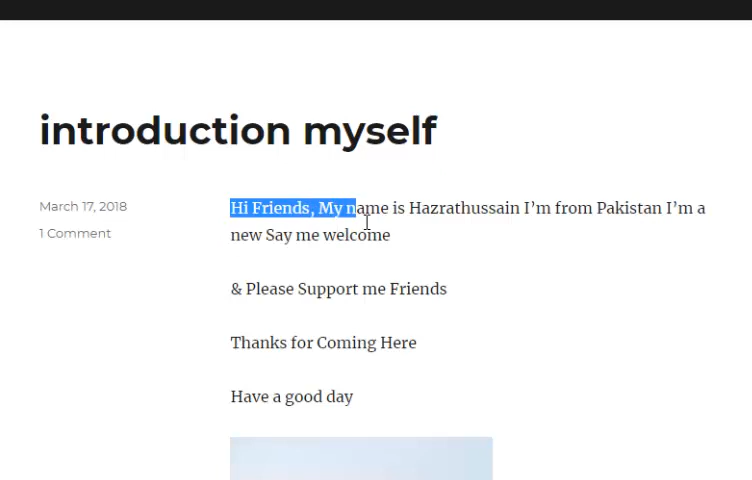 introduction myself
March 17, 2018
1 Comment
Hi Friends, My name is Hazrathussain I’m from Pakistan I’m a
new Say me welcome
& Please Support me Friends
Thanks for Coming Here
Have a good day